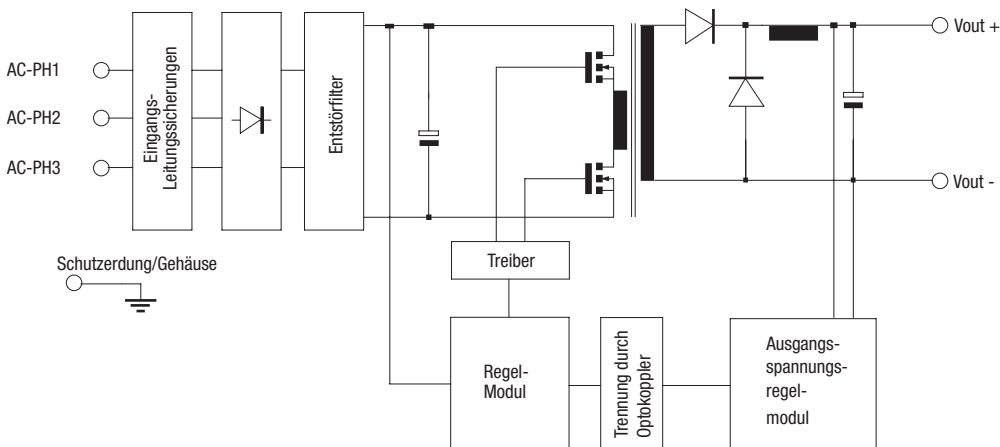 AC-PH1
AC-PH2
AC-PH3
Eingangs-
Leitungssicherungen
Entstörfilter
Vout +
Vout -
Schutzerdung/Gehäuse
Treiber
Regel-
Modul
Trennung durch
Optokoppler
Ausgangs-
spannungs-
regel-
modul